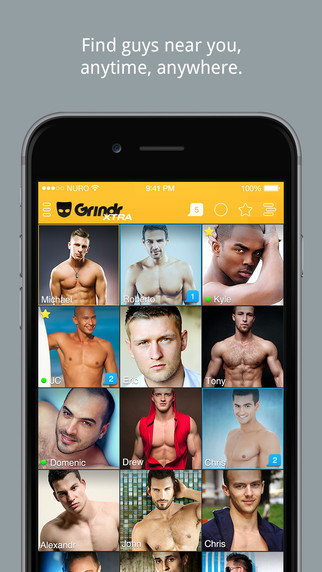 Find guys near you,
anytime, anywhere.
NURO 9:41 PM 100%
Grindr 5
XTRA
Michael Roberto 1 Kyle
JC 2 Eric Tony
Domenic Drew Chris 2
Alexander John Chris